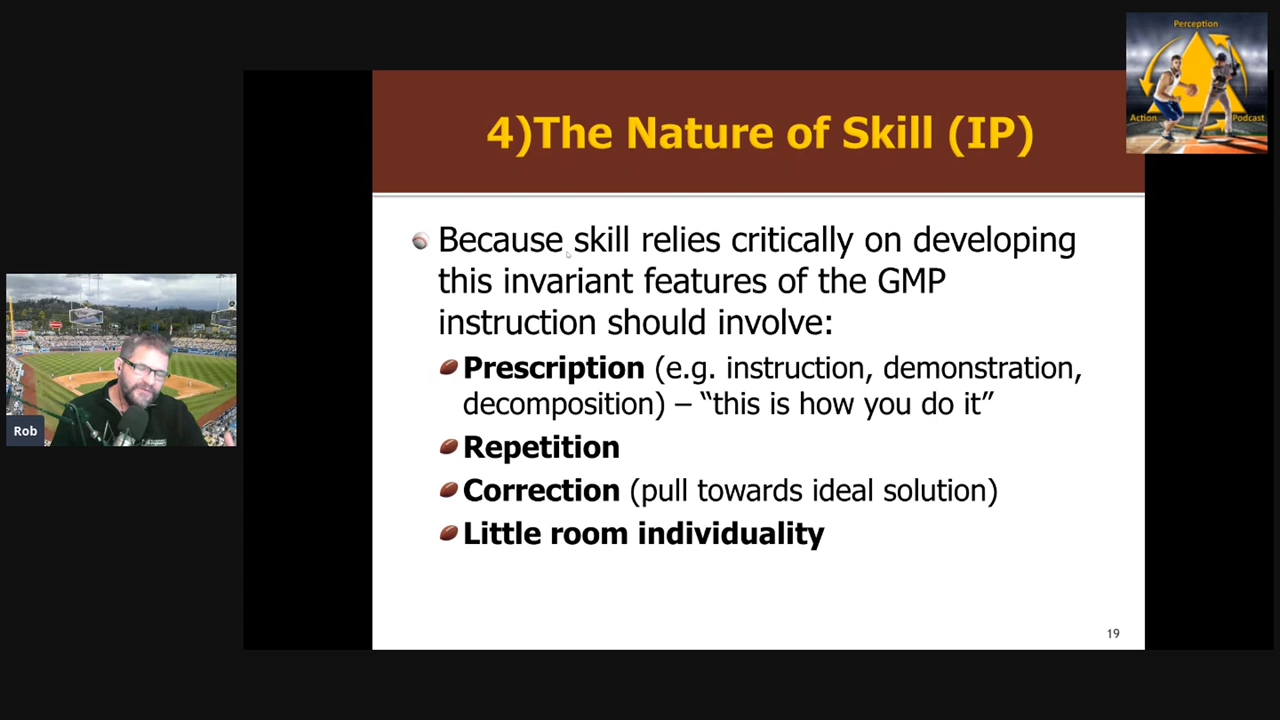 Perception
Action
Podcast
4)The Nature of Skill (IP)
Because skill relies critically on developing
this invariant features of the GMP
instruction should involve:
Prescription (e.g. instruction, demonstration,
decomposition) – “this is how you do it”
Repetition
Correction (pull towards ideal solution)
Little room individuality
Rob
19